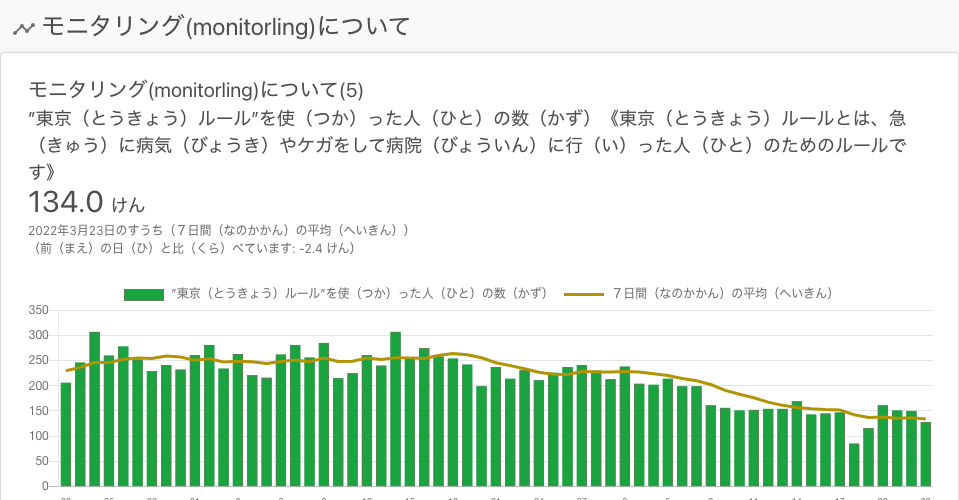 モニタリング(monitorling)について
モニタリング(monitorling)について(5)
”東京（とうきょう）ルール”を使（つか）った人（ひと）の数（かず）《東京（とうきょう）ルールとは、急
（きゅう）に病気（びょうき）やケガをして病院（びょういん）に行（い）った人（ひと）のためのルールで
す》
134.0 けん
2022年3月23日のすうち（７日間（なのかかん）の平均（へいきん））
（前（まえ）の日（ひ）と比（くら）べています: -2.4 けん）
”東京（とうきょう）ルール”を使（つか）った人（ひと）の数（かず） ７日間（なのかかん）の平均（へいきん）
350
300
250
200
150
100
50
0